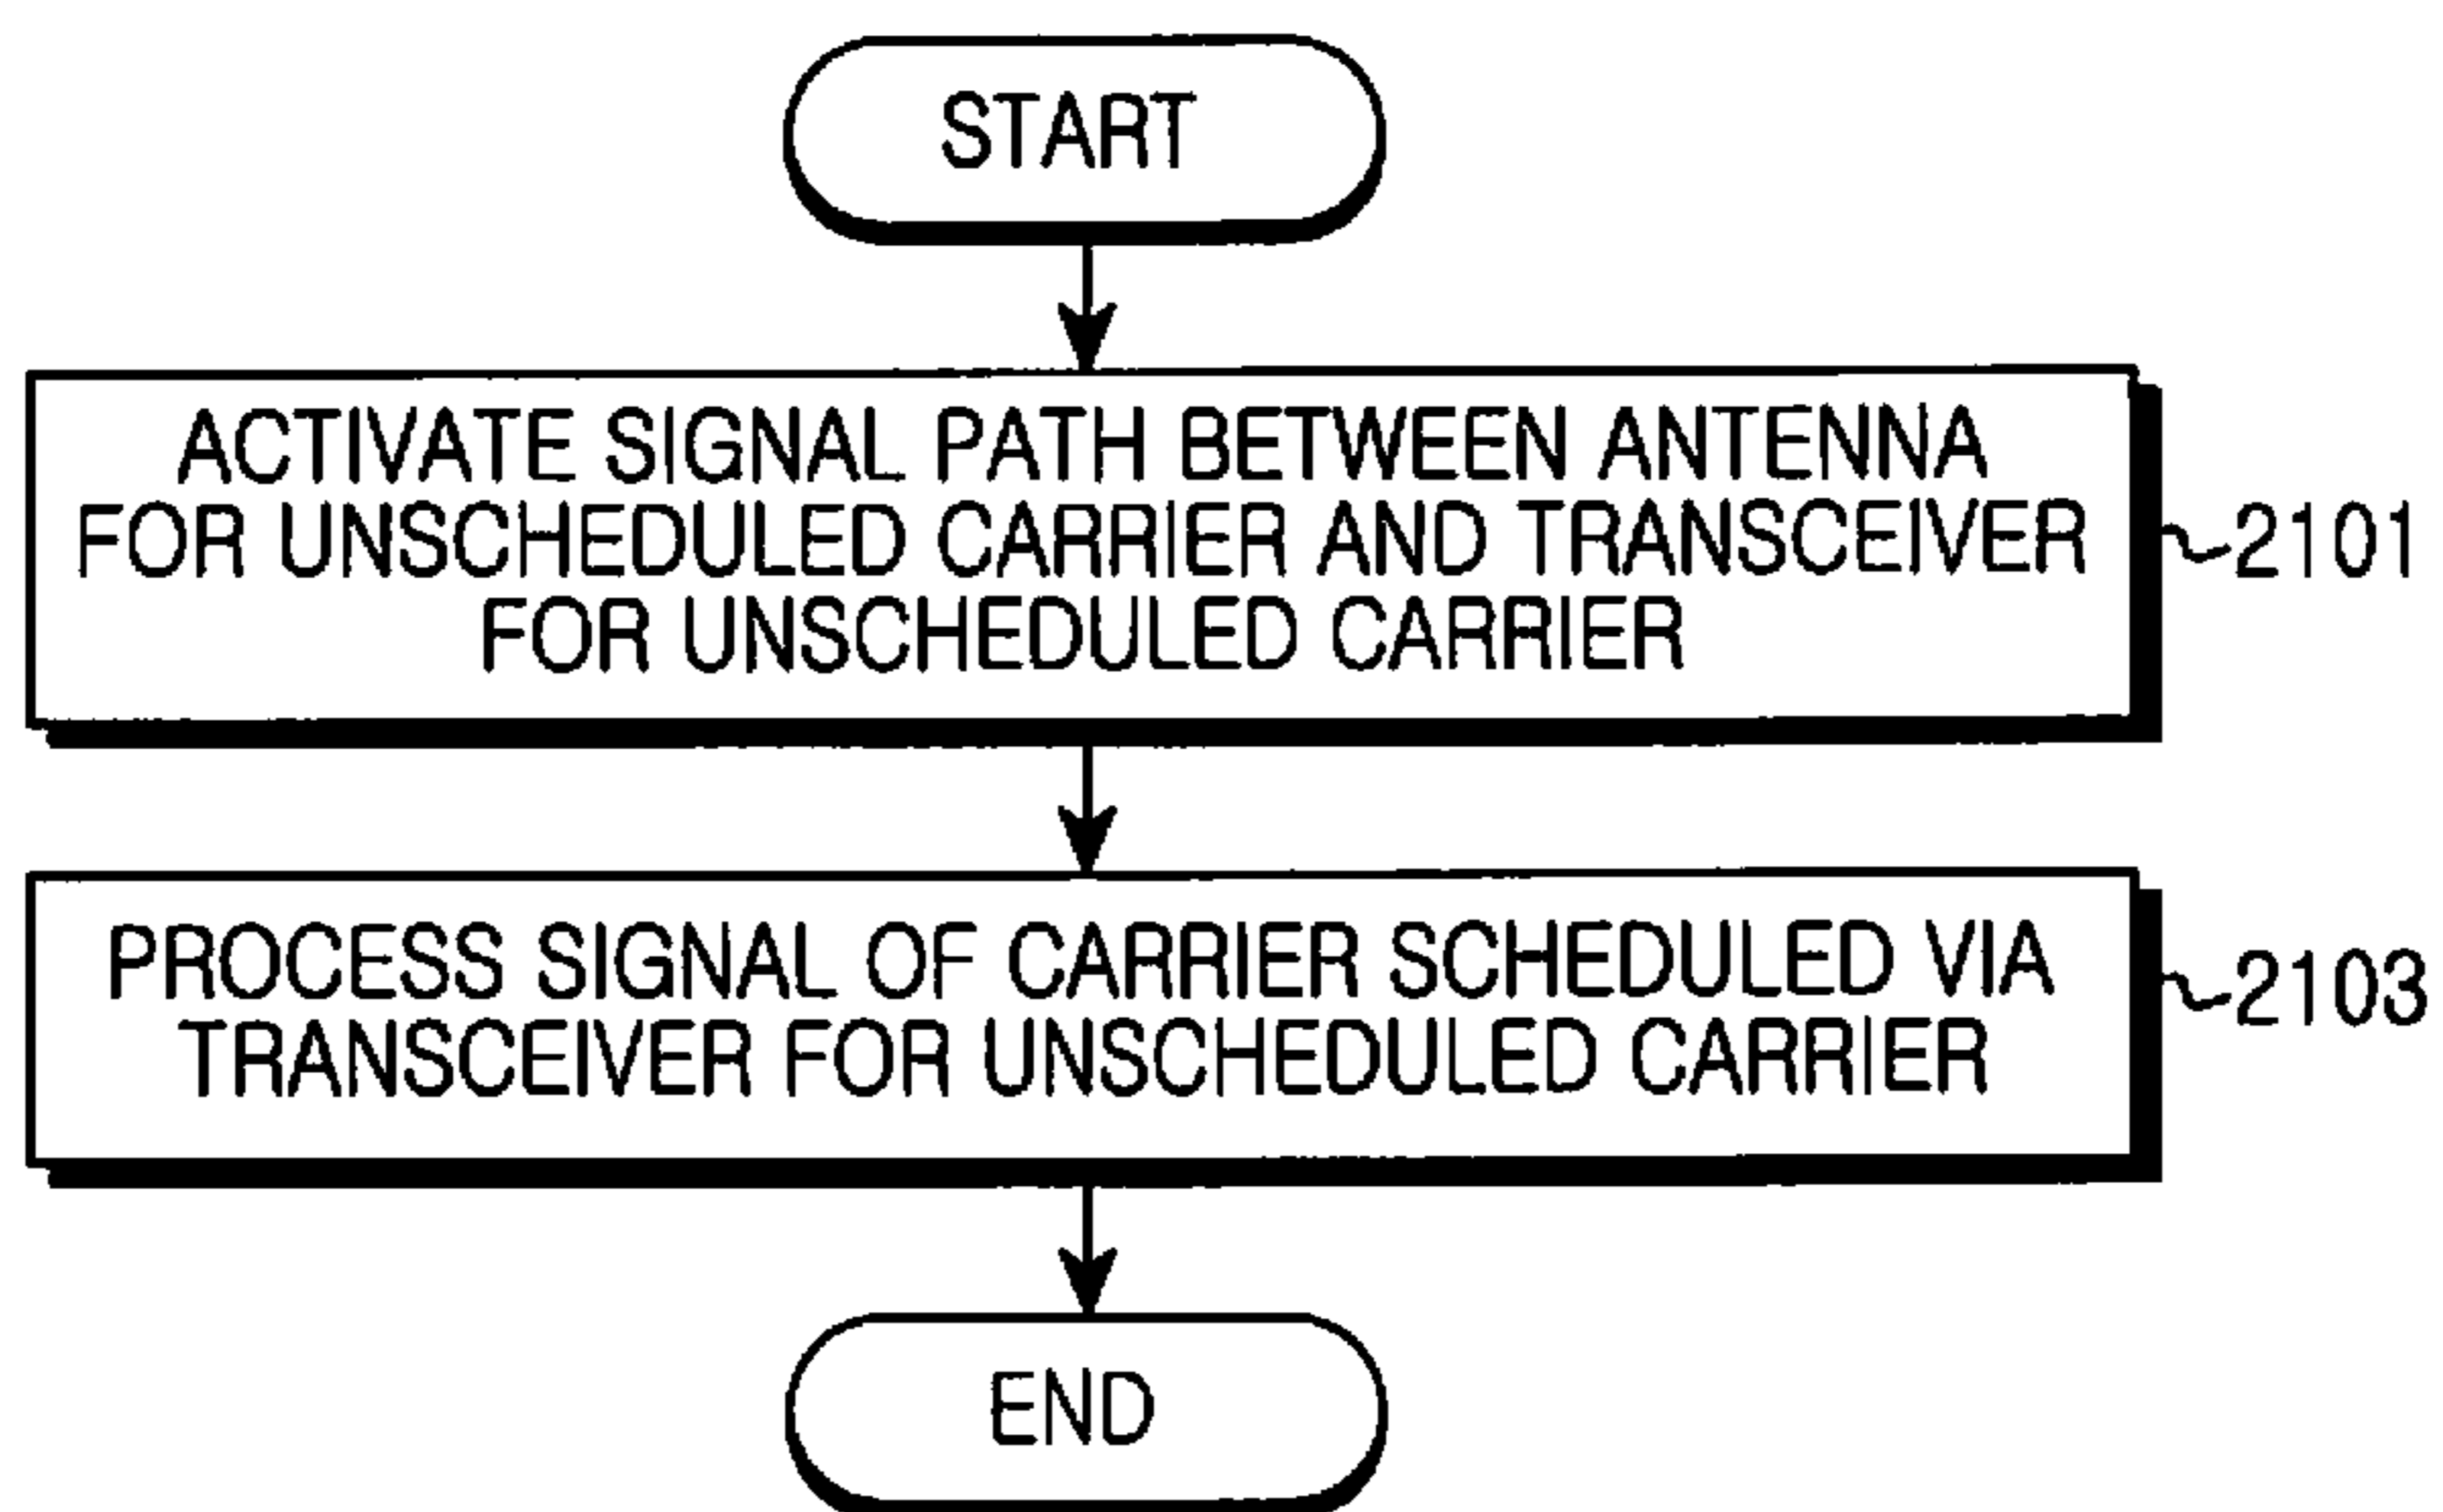 START
ACTIVATE SIGNAL PATH BETWEEN ANTENNA
FOR UNSCHEDULED CARRIER AND TRANSCEIVER
FOR UNSCHEDULED CARRIER
2101
PROCESS SIGNAL OF CARRIER SCHEDULED VIA
TRANSCEIVER FOR UNSCHEDULED CARRIER
2103
END